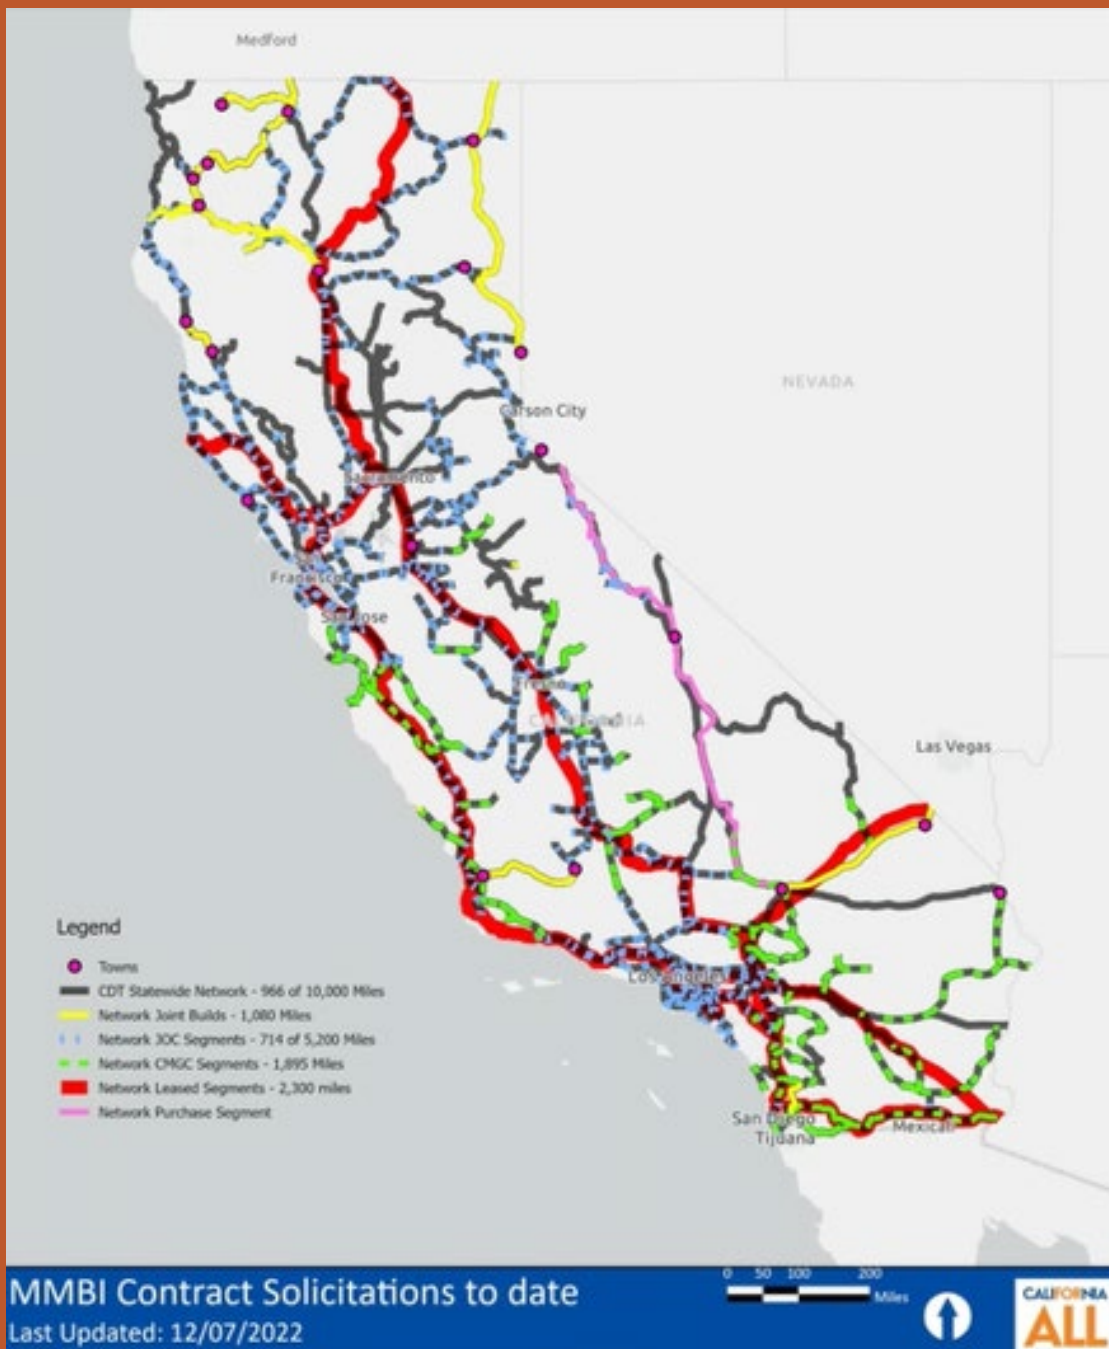 Medford
NEVADA
Carson City
Sacramento
San
Francisco
San Jose
Fresno
CALIFORNIA
Las Vegas
Los Angeles
San Diego
Tijuana
Mexicali
Legend
Towns
CDT Statewide Network - 966 of 10,000 Miles
Network Joint Builds - 1,080 Miles
Network JOC Segments - 714 of 5,200 Miles
Network CMGC Segments - 1,895 Miles
Network Leased Segments - 2,300 miles
Network Purchase Segment
MMBI Contract Solicitations to date
Last Updated: 12/07/2022
0 50 100 200
Miles
CALIFORNIA
ALL